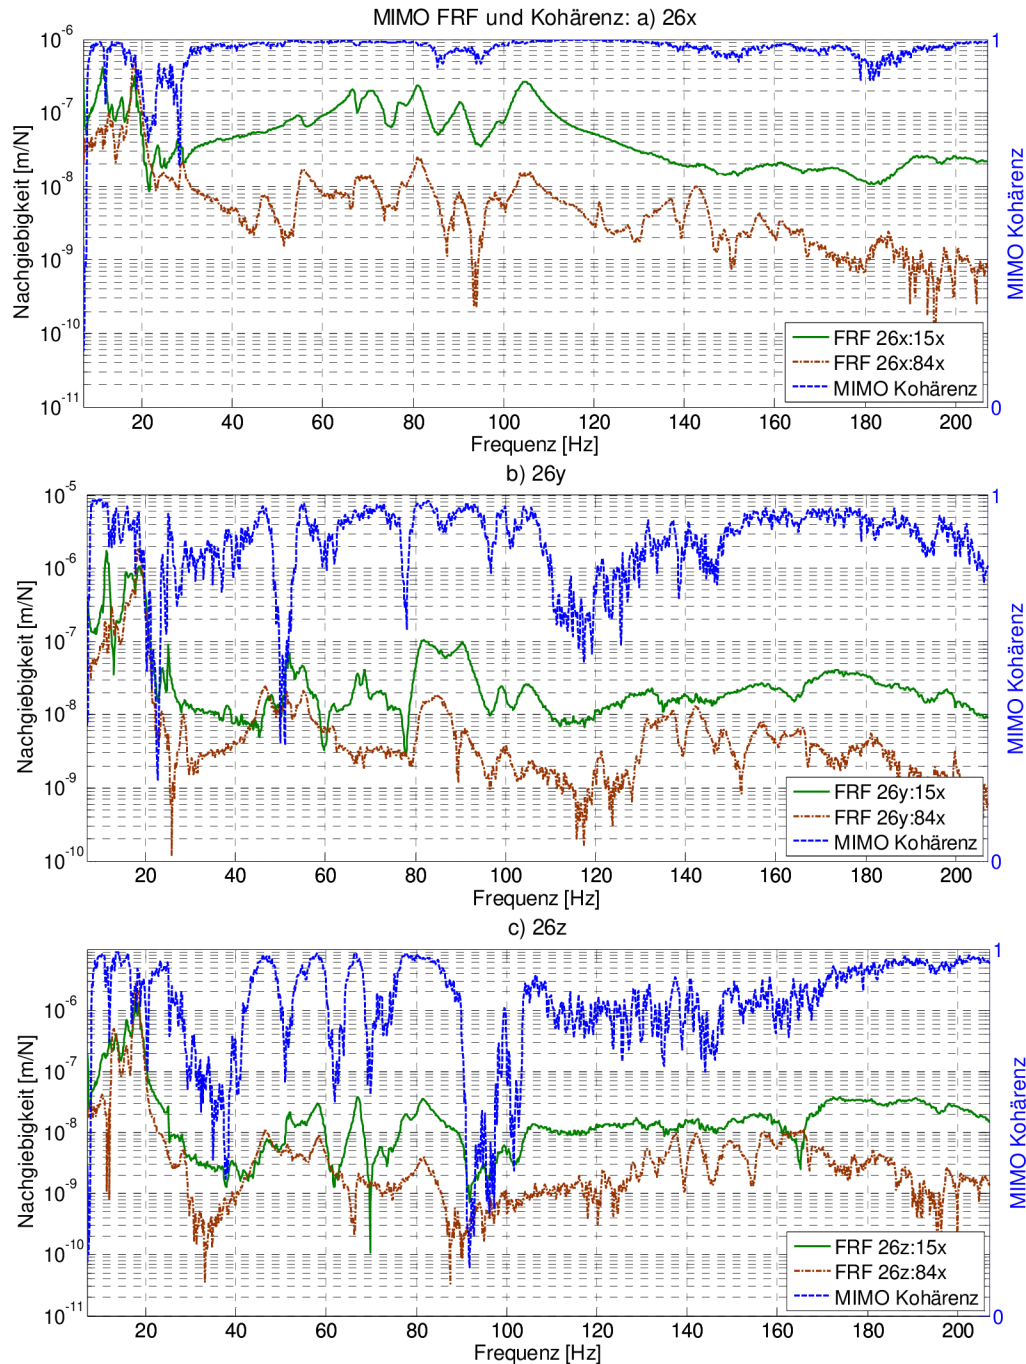 MIMO FRF und Kohärenz: a) 26x
10^-6
10^-7
10^-8
10^-9
10^-10
10^-11
Nachgiebigkeit [m/N]
1
0
MIMO Kohärenz
FRF 26x:15x
FRF 26x:84x
MIMO Kohärenz
20 40 60 80 100 120 140 160 180 200
Frequenz [Hz]
b) 26y
10^-5
10^-6
10^-7
10^-8
10^-9
10^-10
Nachgiebigkeit [m/N]
1
0
MIMO Kohärenz
FRF 26y:15x
FRF 26y:84x
MIMO Kohärenz
20 40 60 80 100 120 140 160 180 200
Frequenz [Hz]
c) 26z
10^-6
10^-7
10^-8
10^-9
10^-10
10^-11
Nachgiebigkeit [m/N]
1
0
MIMO Kohärenz
FRF 26z:15x
FRF 26z:84x
MIMO Kohärenz
20 40 60 80 100 120 140 160 180 200
Frequenz [Hz]